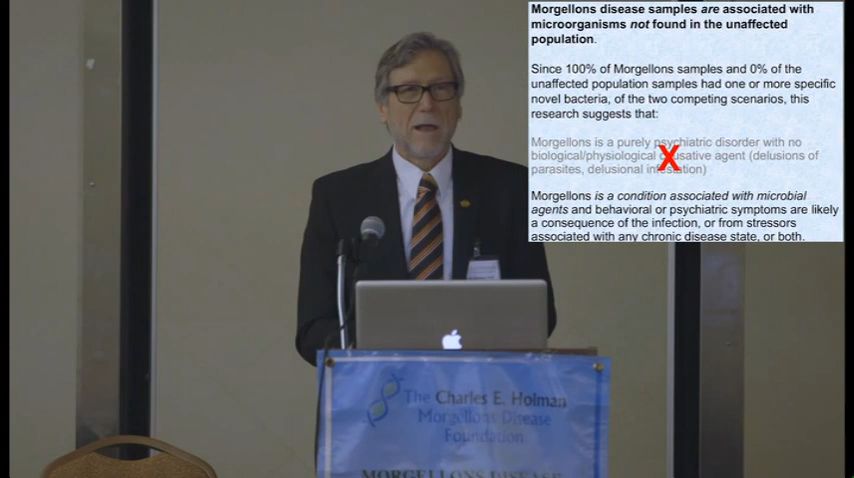 Morgellons disease samples are associated with
microorganisms not found in the unaffected
population.
Since 100% of Morgellons samples and 0% of the
unaffected population samples had one or more specific
novel bacteria, of the two competing scenarios, this
research suggests that:
Morgellons is a purely psychiatric disorder with no
biological/physiological causative agent (delusions of
parasites, delusional infestation)
X
Morgellons is a condition associated with microbial
agents and behavioral or psychiatric symptoms are likely
a consequence of the infection, or from stressors
associated with any chronic disease state, or both.
The Charles E. Holman
Morgellons Disease
Foundation
MORGELLONS DISEASE